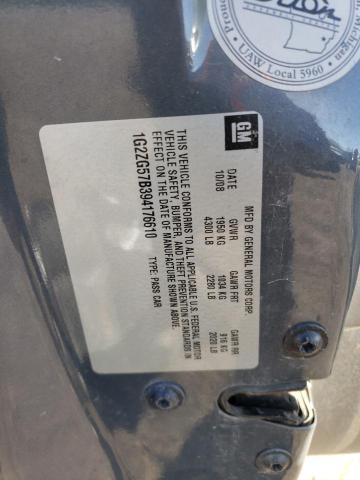 Michigan
UAW Local 5960
GM
MFD BY GENERAL MOTORS CORP.
DATE GVWR GAWR FRT GAWR RR
10/08 1950 KG 1034 KG 916 KG
4300 LB 2280 LB 2020 LB
THIS VEHICLE CONFORMS TO ALL APPLICABLE U.S. FEDERAL MOTOR
VEHICLE SAFETY, BUMPER, AND THEFT PREVENTION STANDARDS IN
EFFECT ON THE DATE OF MANUFACTURE SHOWN ABOVE.
1G2ZG57B394176610 TYPE: PASS CAR